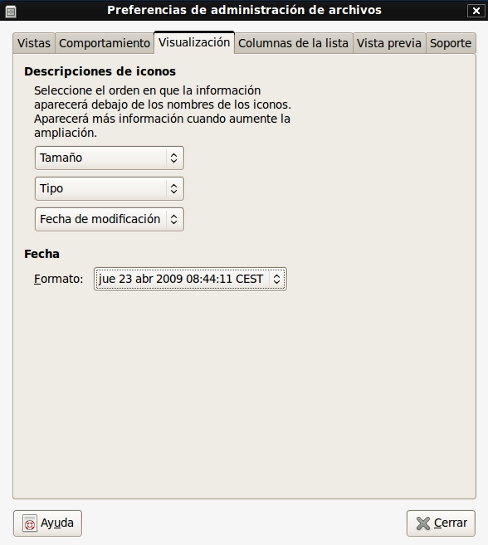 Preferencias de administración de archivos
Vistas Comportamiento Visualización Columnas de la lista Vista previa Soporte
Descripciones de iconos
Seleccione el orden en que la información
aparecerá debajo de los nombres de los iconos.
Aparecerá más información cuando aumente la
ampliación.
Tamaño
Tipo
Fecha de modificación
Fecha
Formato: jue 23 abr 2009 08:44:11 CEST
Ayuda Cerrar